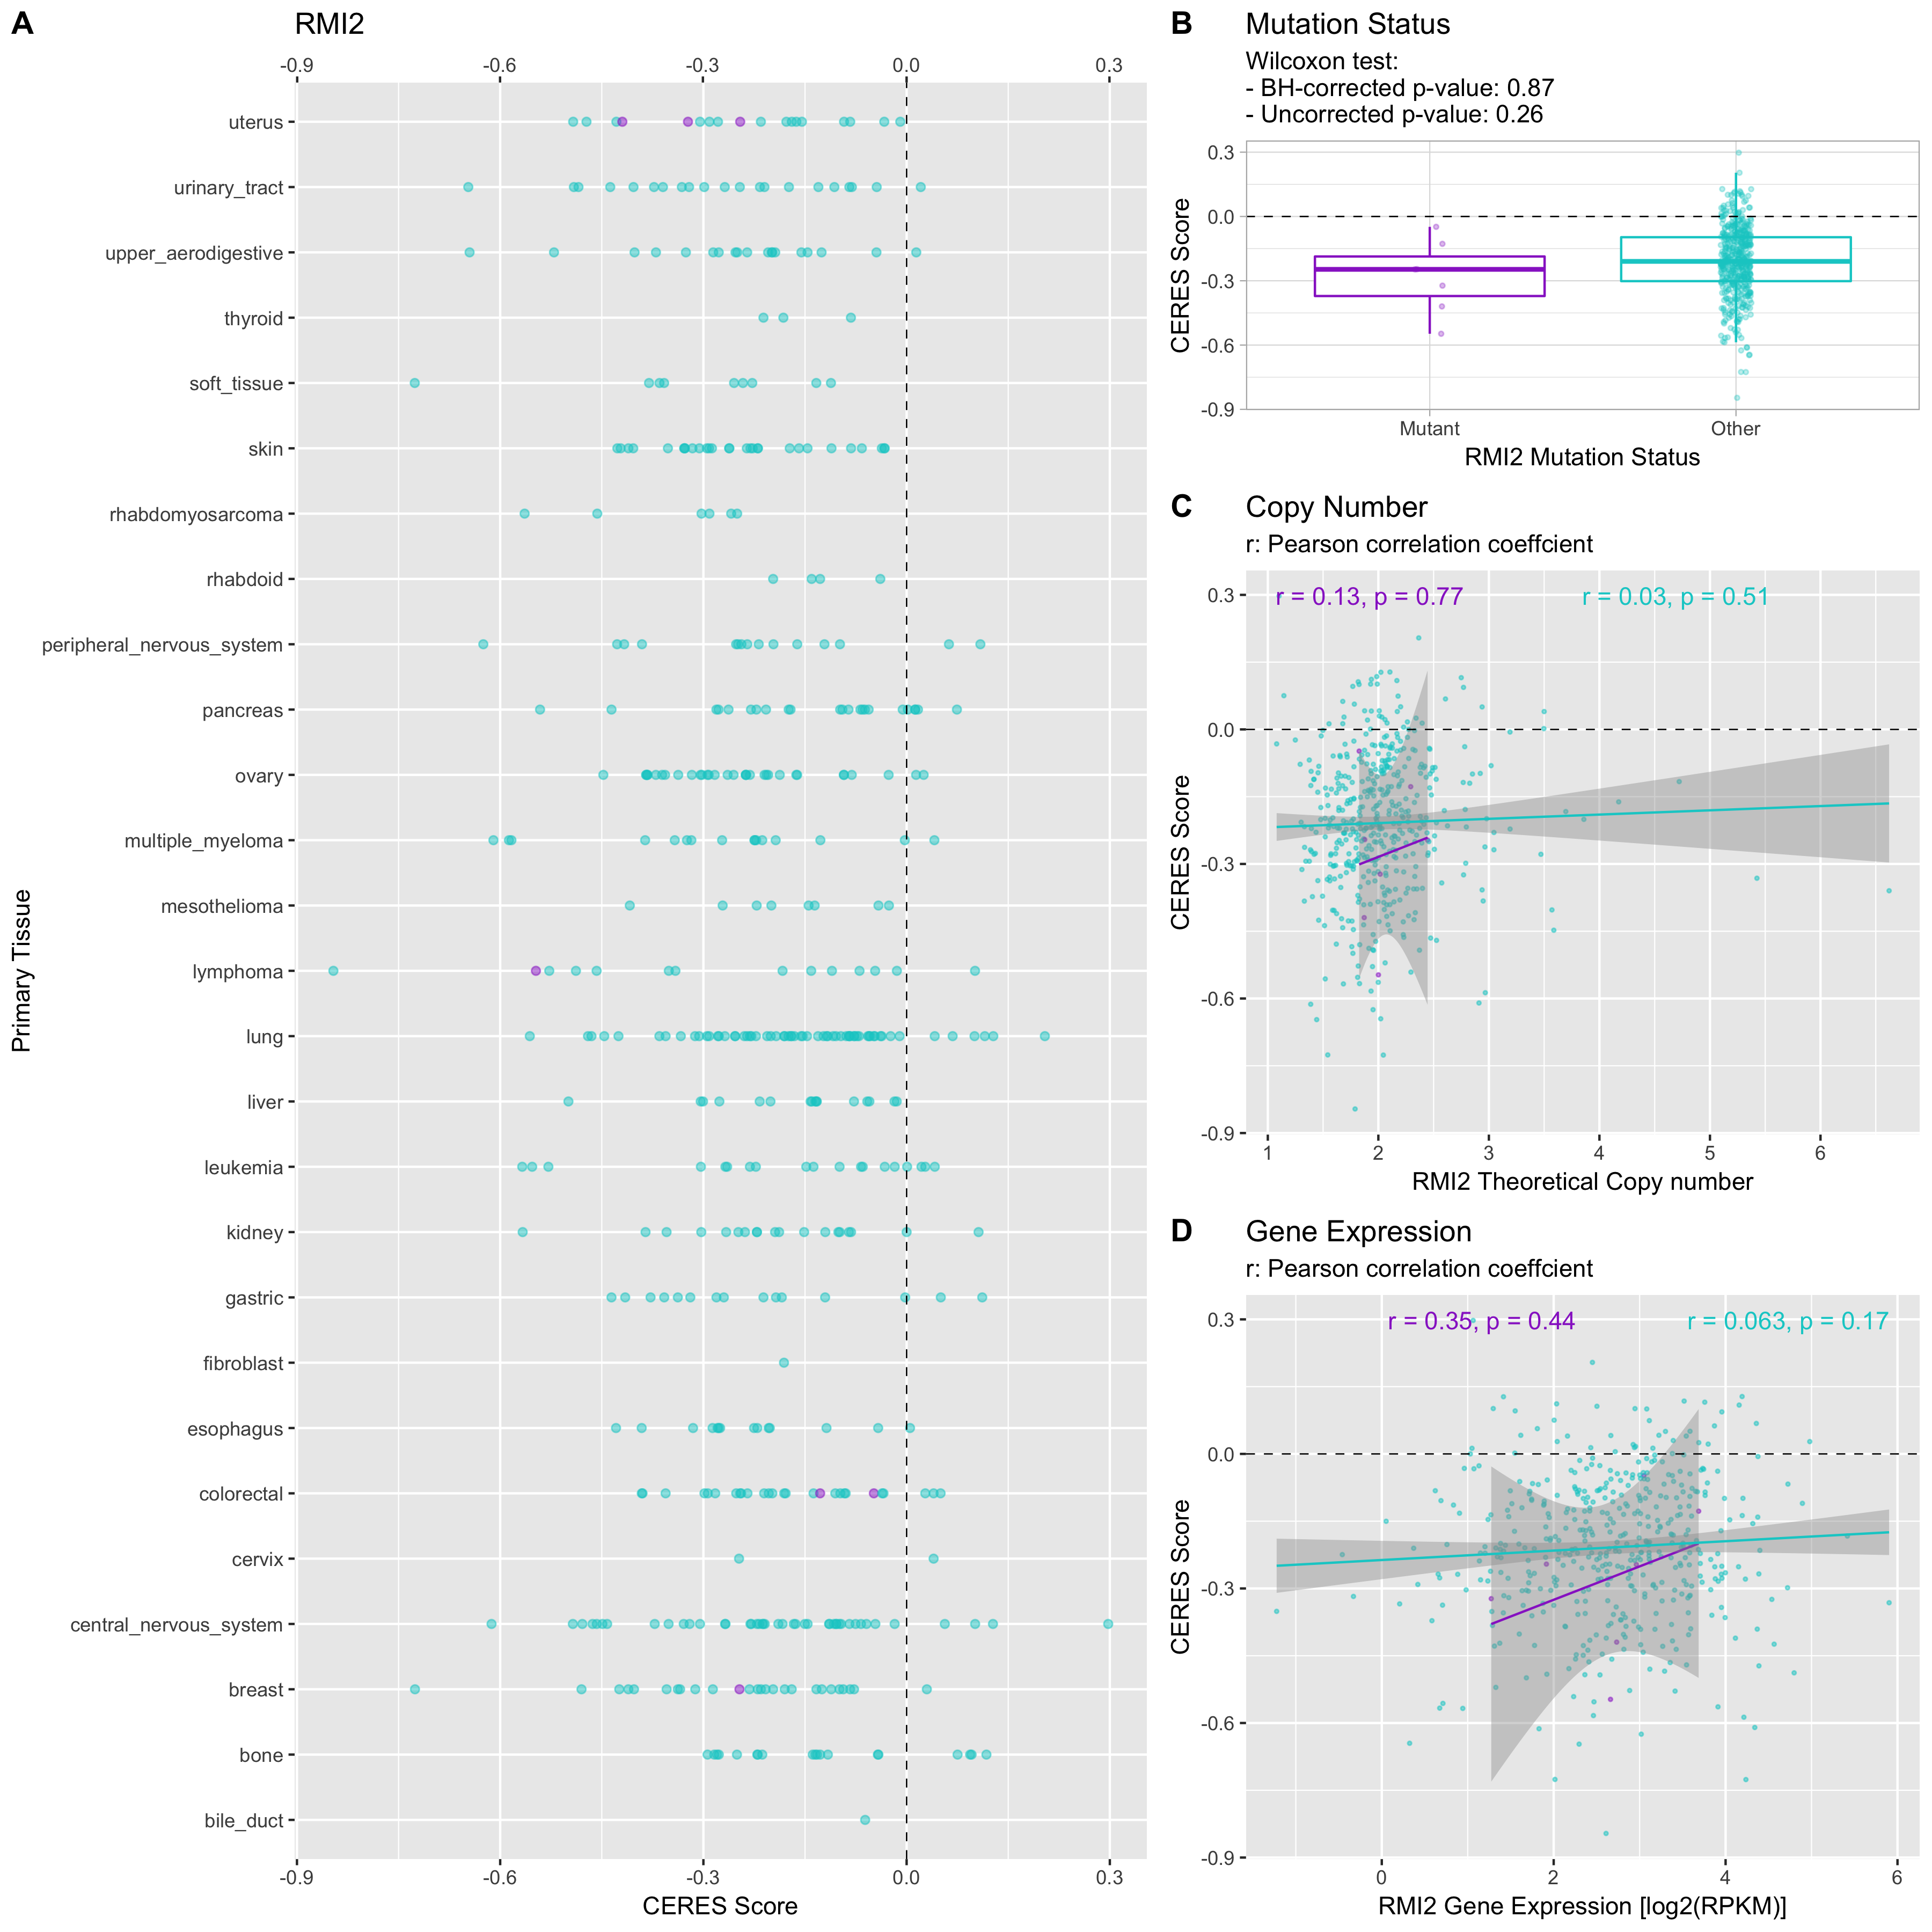 A
RMI2
-0.9 -0.6 -0.3 0.0 0.3
uterus
urinary_tract
upper_aerodigestive
thyroid
soft_tissue
skin
rhabdomyosarcoma
rhabdoid
peripheral_nervous_system
pancreas
ovary
multiple_myeloma
mesothelioma
lymphoma
lung
liver
leukemia
kidney
gastric
fibroblast
esophagus
colorectal
cervix
central_nervous_system
breast
bone
bile_duct
Primary Tissue
-0.9 -0.6 -0.3 0.0 0.3
CERES Score
B
Mutation Status
Wilcoxon test:
- BH-corrected p-value: 0.87
- Uncorrected p-value: 0.26
0.3
0.0
-0.3
-0.6
-0.9
CERES Score
Mutant Other
RMI2 Mutation Status
C
Copy Number
r: Pearson correlation coeffcient
r = 0.13, p = 0.77 r = 0.03, p = 0.51
0.3
0.0
-0.3
-0.6
-0.9
CERES Score
1 2 3 4 5 6
RMI2 Theoretical Copy number
D
Gene Expression
r: Pearson correlation coeffcient
r = 0.35, p = 0.44 r = 0.063, p = 0.17
0.3
0.0
-0.3
-0.6
-0.9
CERES Score
0 2 4 6
RMI2 Gene Expression [log2(RPKM)]